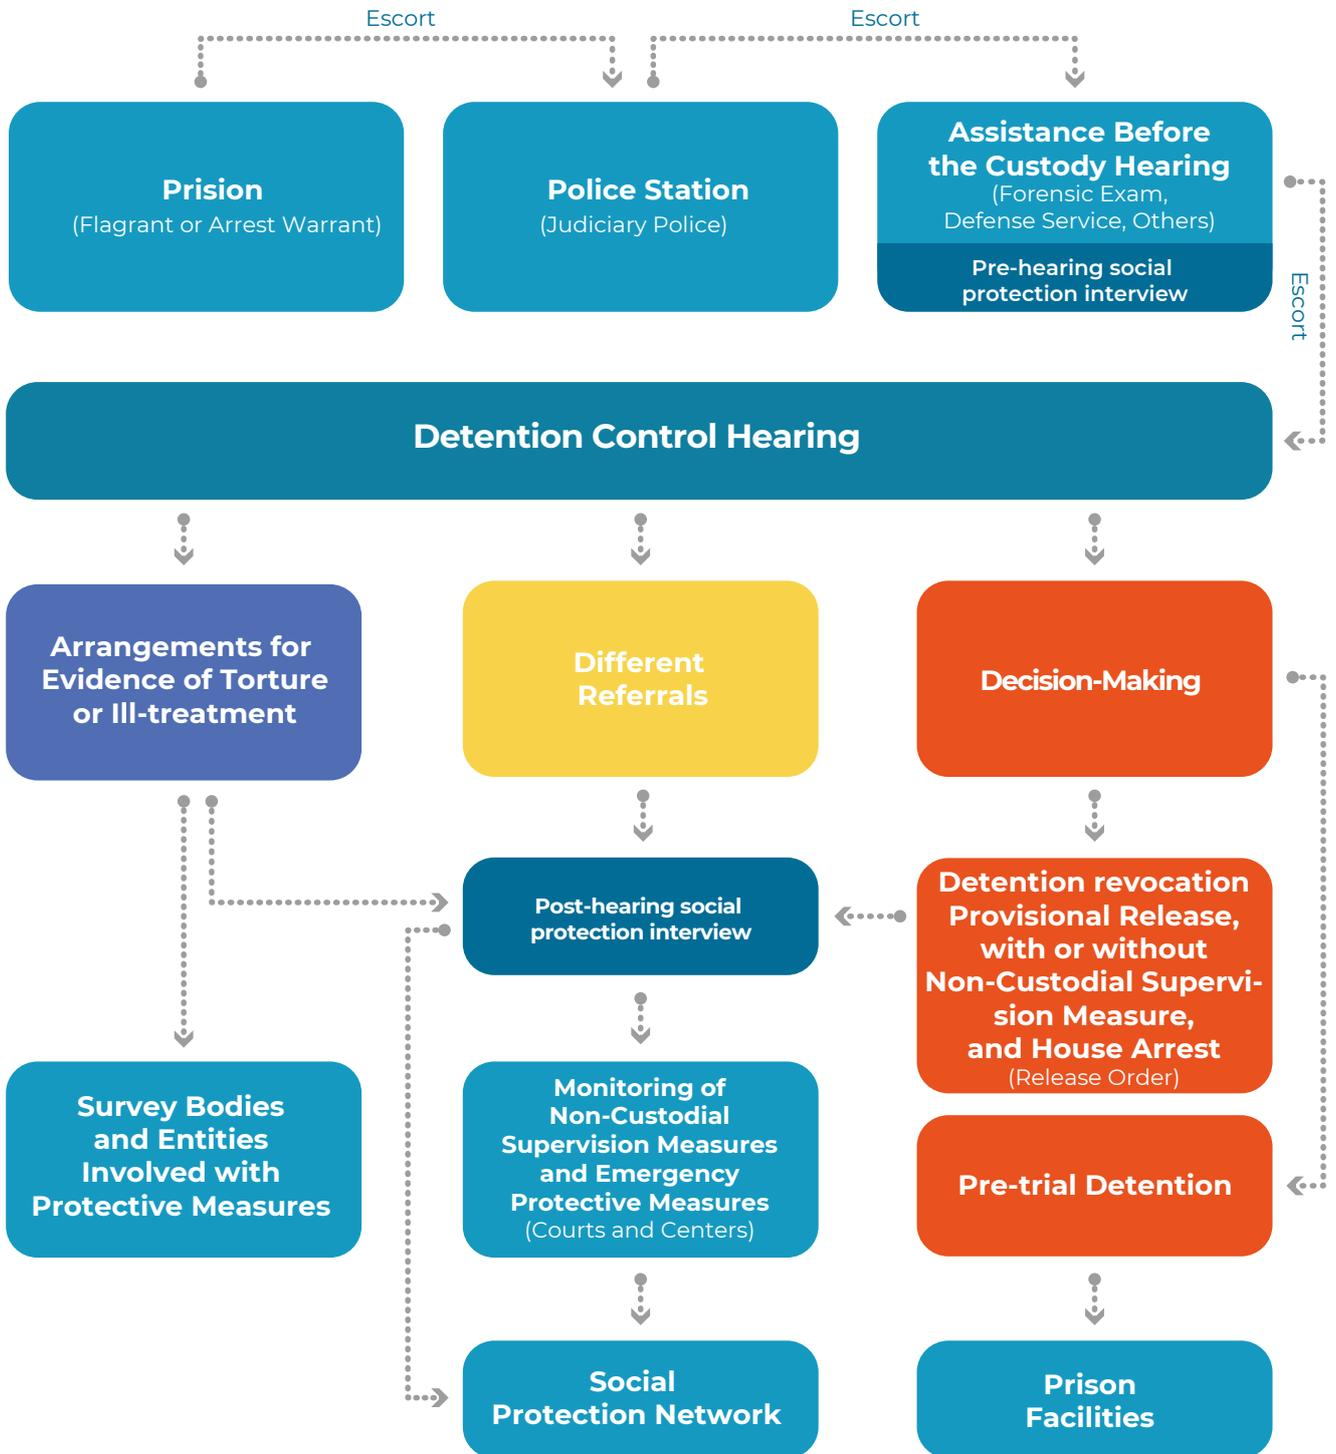 Escort
Escort
Prision
(Flagrant or Arrest Warrant)
Police Station
(Judiciary Police)
Assistance Before
the Custody Hearing
(Forensic Exam,
Defense Service, Others)
Pre-hearing social
protection interview
Escort
Detention Control Hearing
Arrangements for
Evidence of Torture
or Ill-treatment
Different
Referrals
Decision-Making
Post-hearing social
protection interview
Detention revocation
Provisional Release,
with or without
Non-Custodial Supervi-
sion Measure,
and House Arrest
(Release Order)
Survey Bodies
and Entities
Involved with
Protective Measures
Monitoring of
Non-Custodial
Supervision Measures
and Emergency
Protective Measures
(Courts and Centers)
Pre-trial Detention
Social
Protection Network
Prison
Facilities